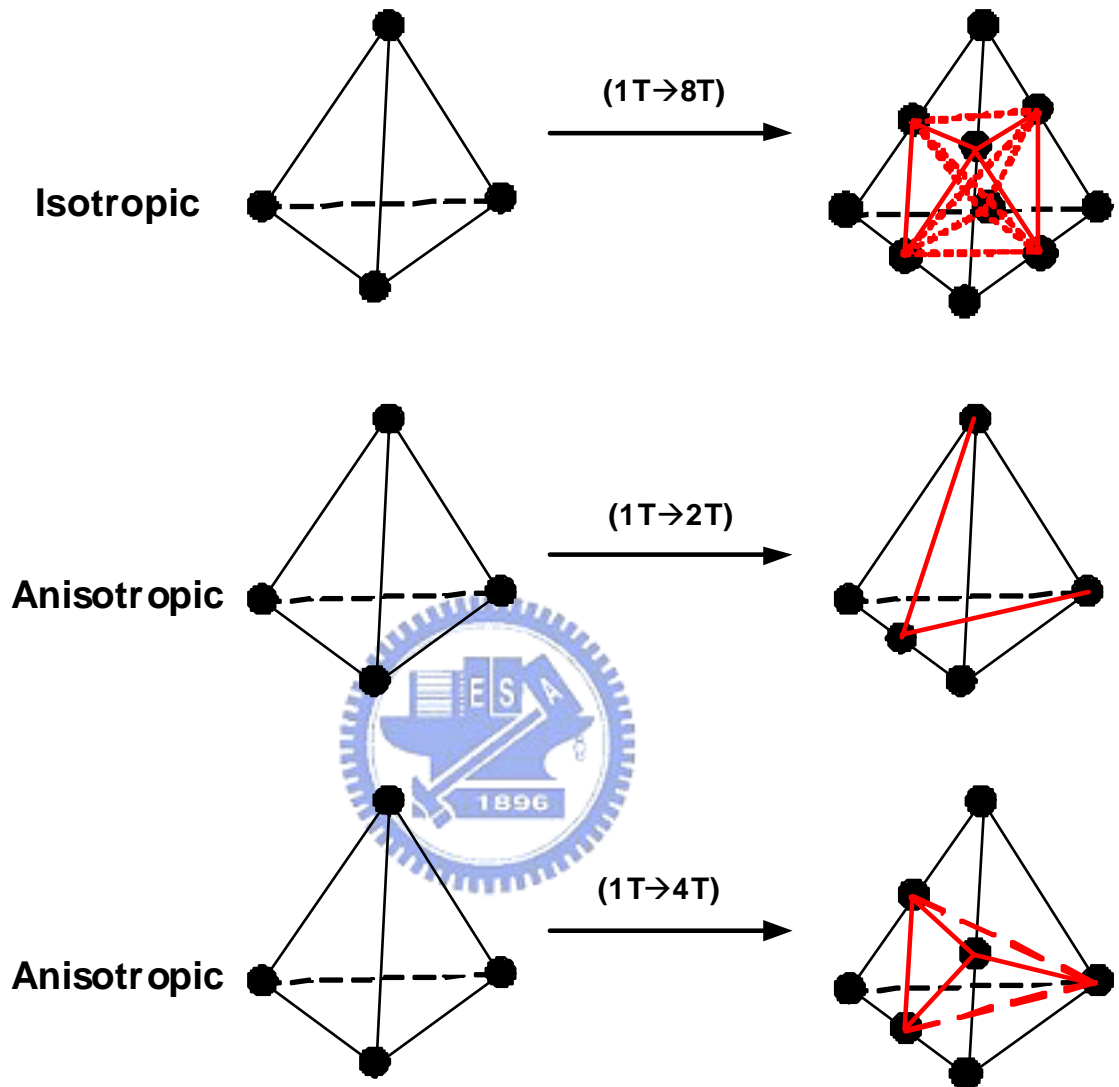 (1T→8T)
Isotropic
(1T→2T)
Anisotropic
E S A
1896
(1T→4T)
Anisotropic